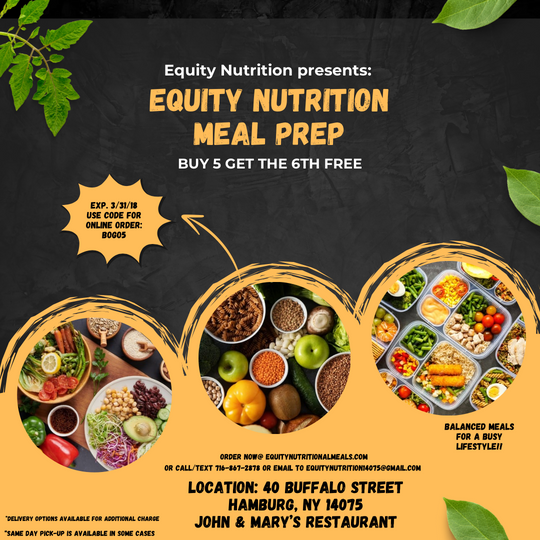 Equity Nutrition presents:
EQUITY NUTRITION
MEAL PREP
BUY 5 GET THE 6TH FREE
EXP. 3/31/18
USE CODE FOR
ONLINE ORDER:
BOGO5
BALANCED MEALS
FOR A BUSY
LIFESTYLE!!
ORDER NOW@ EQUITYNUTRITIONALMEALS.COM
OR CALL/TEXT 716-867-2878 OR EMAIL TO EQUITYNUTRITION14075@GMAIL.COM
LOCATION: 40 BUFFALO STREET
HAMBURG, NY 14075
JOHN & MARY'S RESTAURANT
*DELIVERY OPTIONS AVAILABLE FOR ADDITIONAL CHARGE
*SAME DAY PICK-UP IS AVAILABLE IN SOME CASES